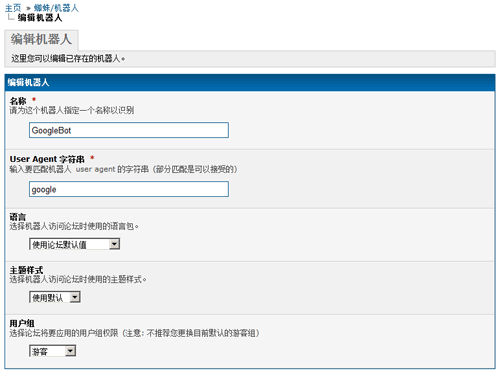 主页 » 蜘蛛/机器人
编辑机器人
编辑机器人
这里您可以编辑已存在的机器人。
编辑机器人
名称 *
请为这个机器人指定一个名称以识别
GoogleBot
User Agent 字符串 *
输入要匹配机器人 user agent 的字符串 (部分匹配是可以接受的)
google
语言
选择机器人访问论坛时使用的语言包。
使用论坛默认值
主题样式
选择机器人访问论坛时使用的主题样式。
使用默认
用户组
选择论坛将要应用的用户组权限 (注意: 不推荐您更换目前默认的游客组)
游客